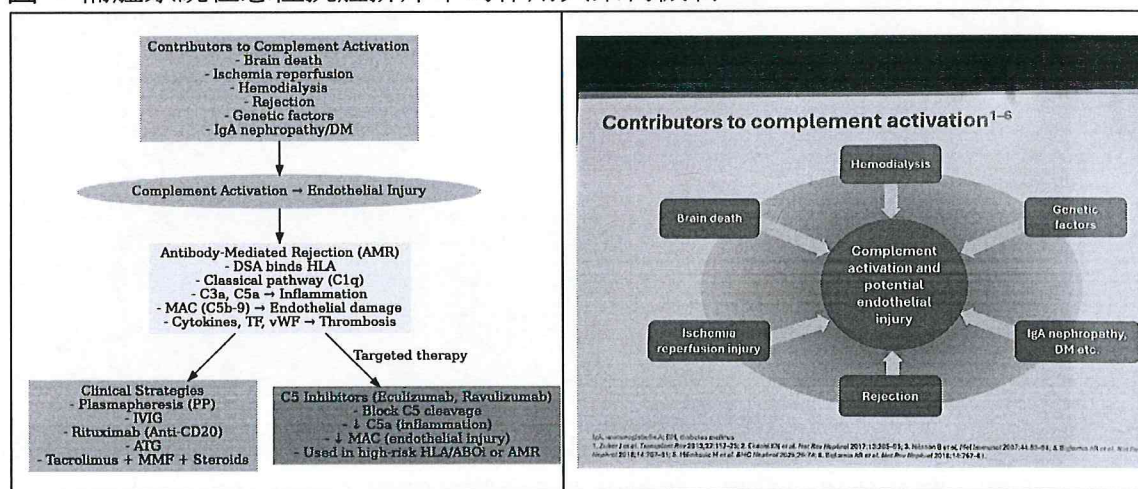 Contributors to Complement Activation
- Brain death
- Ischemia reperfusion
- Hemodialysis
- Rejection
- Genetic factors
- IgA nephropathy/DM
Complement Activation → Endothelial Injury
Antibody-Mediated Rejection (AMR)
- DSA binds HLA
- Classical pathway (C1q)
- C3a, C5a → Inflammation
- MAC (C5b-9) → Endothelial damage
- Cytokines, TF, vWF → Thrombosis
Targeted therapy
Clinical Strategies
- Plasmapheresis (PP)
- IVIG
- Rituximab (Anti-CD20)
- ATG
- Tacrolimus + MMF + Steroids
C5 Inhibitors (Eculizumab, Ravulizumab)
- Block C5 cleavage
- ↓ C5a (inflammation)
- ↓ MAC (endothelial injury)
- Used in high-risk HLA/ABOi or AMR
Contributors to complement activation¹⁻⁶
Hemodialysis
Brain death
Genetic
factors
Complement
activation and
potential
endothelial
injury
Ischemia
reperfusion injury
IgA nephropathy,
DM etc.
Rejection